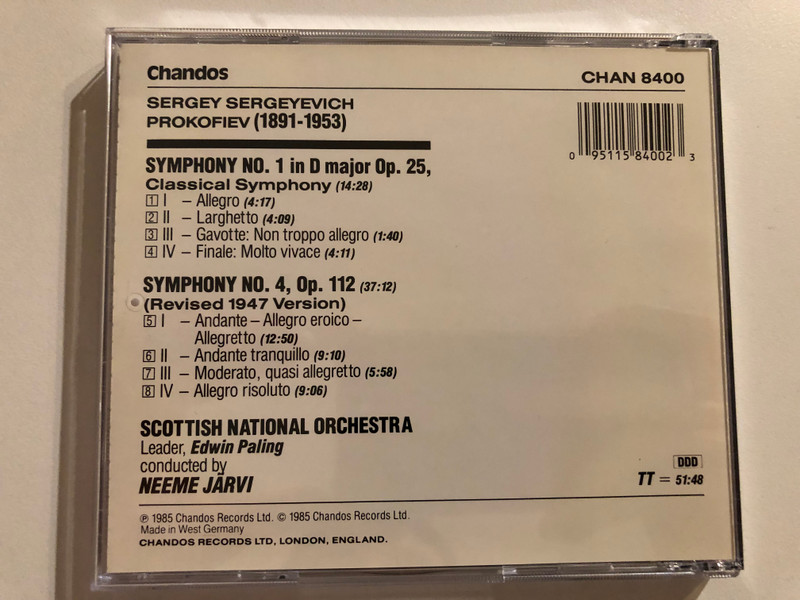 Chandos
CHAN 8400
SERGEY SERGEYEVICH
PROKOFIEV (1891-1953)
0 95115 84002 3
SYMPHONY NO. 1 in D major Op. 25,
Classical Symphony (14:28)
1 I – Allegro (4:17)
2 II – Larghetto (4:09)
3 III – Gavotte: Non troppo allegro (1:40)
4 IV – Finale: Molto vivace (4:11)
SYMPHONY NO. 4, Op. 112 (37:12)
(Revised 1947 Version)
5 I – Andante – Allegro eroico –
Allegretto (12:50)
6 II – Andante tranquillo (9:10)
7 III – Moderato, quasi allegretto (5:58)
8 IV – Allegro risoluto (9:06)
SCOTTISH NATIONAL ORCHESTRA
Leader, Edwin Paling
conducted by
NEEME JÄRVI
DDD
TT = 51:48
℗ 1985 Chandos Records Ltd. © 1985 Chandos Records Ltd.
Made in West Germany
CHANDOS RECORDS LTD, LONDON, ENGLAND.